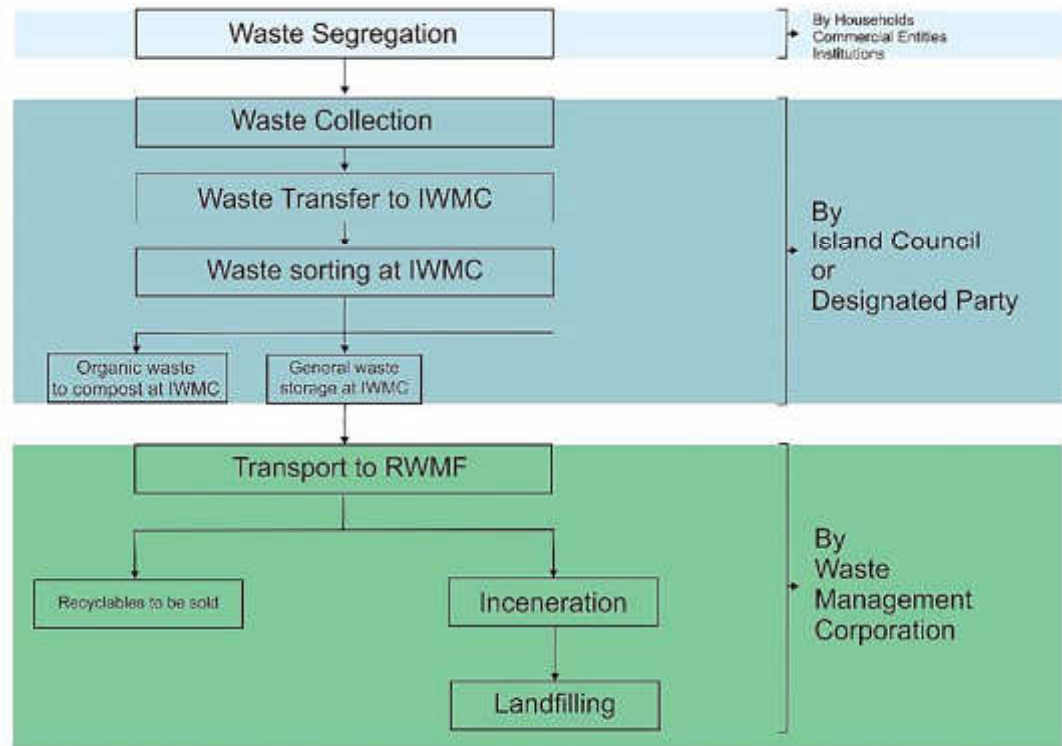 Waste Segregation
By Households
Commercial Entities
Institutions
Waste Collection
Waste Transfer to IWMC
Waste sorting at IWMC
By
Island Council
or
Designated Party
Organic waste
to compost at IWMC
General waste
storage at IWMC
Transport to RWMF
Recyclables to be sold
Inceneration
Landfilling
By
Waste
Management
Corporation